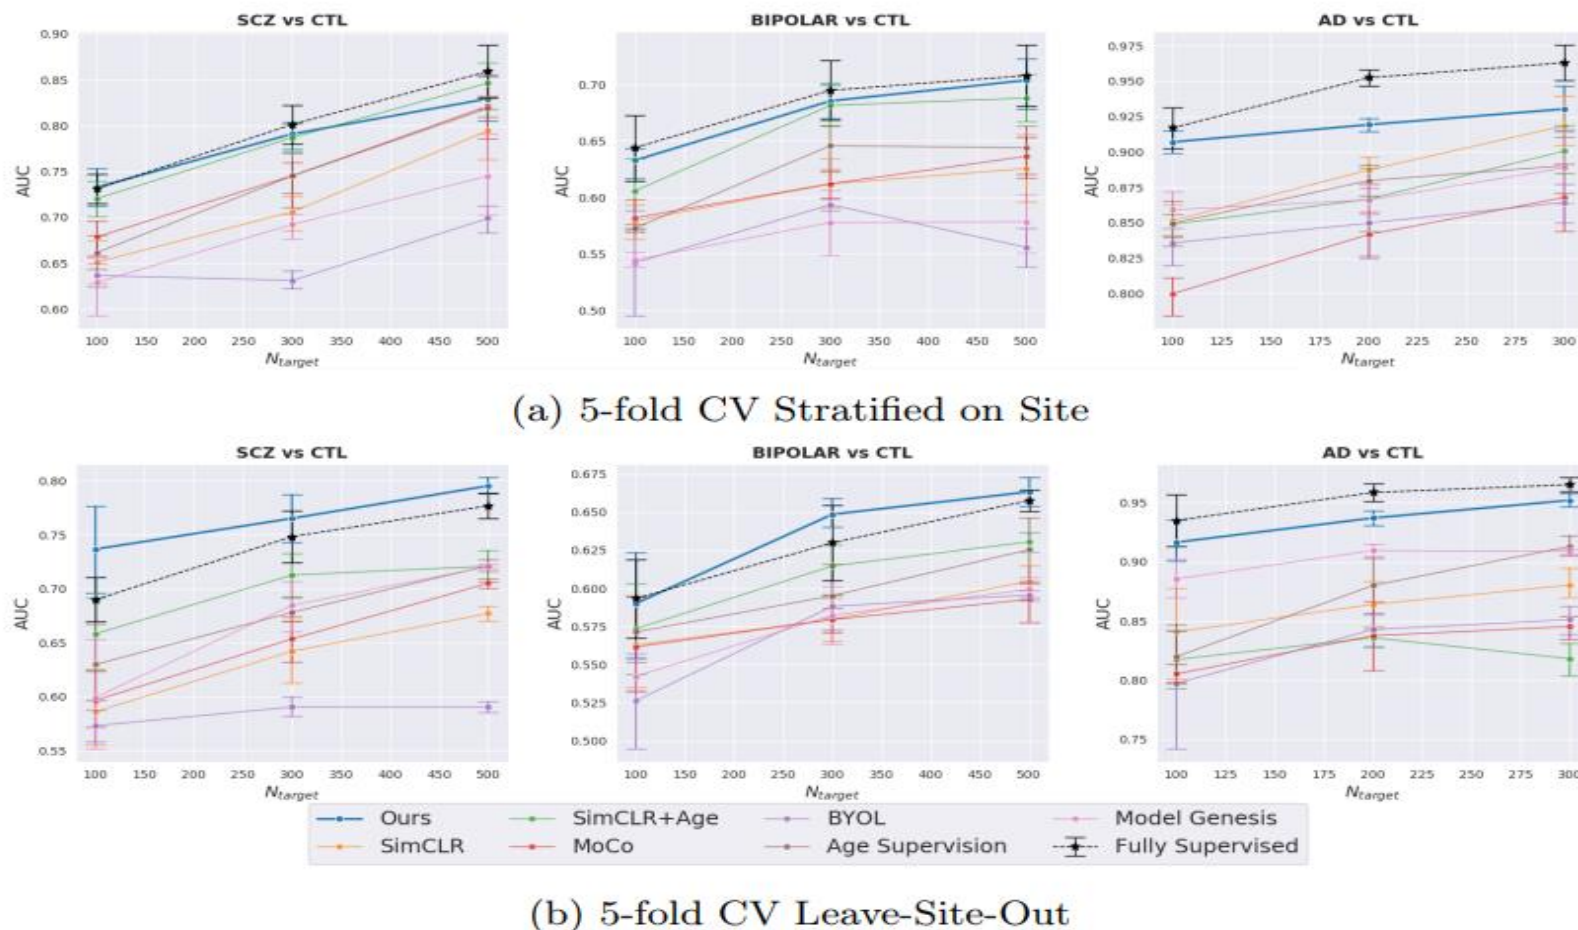 SCZ vs CTL
BIPOLAR vs CTL
AD vs CTL
0.90
0.85
0.80
0.75
0.70
0.65
0.60
AUC
100 150 200 250 300 350 400 450 500
N_target
0.70
0.65
0.60
0.55
0.50
AUC
100 150 200 250 300 350 400 450 500
N_target
0.975
0.950
0.925
0.900
0.875
0.850
0.825
0.800
AUC
100 125 150 175 200 225 250 275 300
N_target
(a) 5-fold CV Stratified on Site
SCZ vs CTL
BIPOLAR vs CTL
AD vs CTL
0.80
0.75
0.70
0.65
0.60
0.55
AUC
100 150 200 250 300 350 400 450 500
N_target
0.675
0.650
0.625
0.600
0.575
0.550
0.525
0.500
AUC
100 150 200 250 300 350 400 450 500
N_target
0.95
0.90
0.85
0.80
0.75
AUC
100 125 150 175 200 225 250 275 300
N_target
Ours SimCLR+Age BYOL Model Genesis
SimCLR MoCo Age Supervision Fully Supervised
(b) 5-fold CV Leave-Site-Out